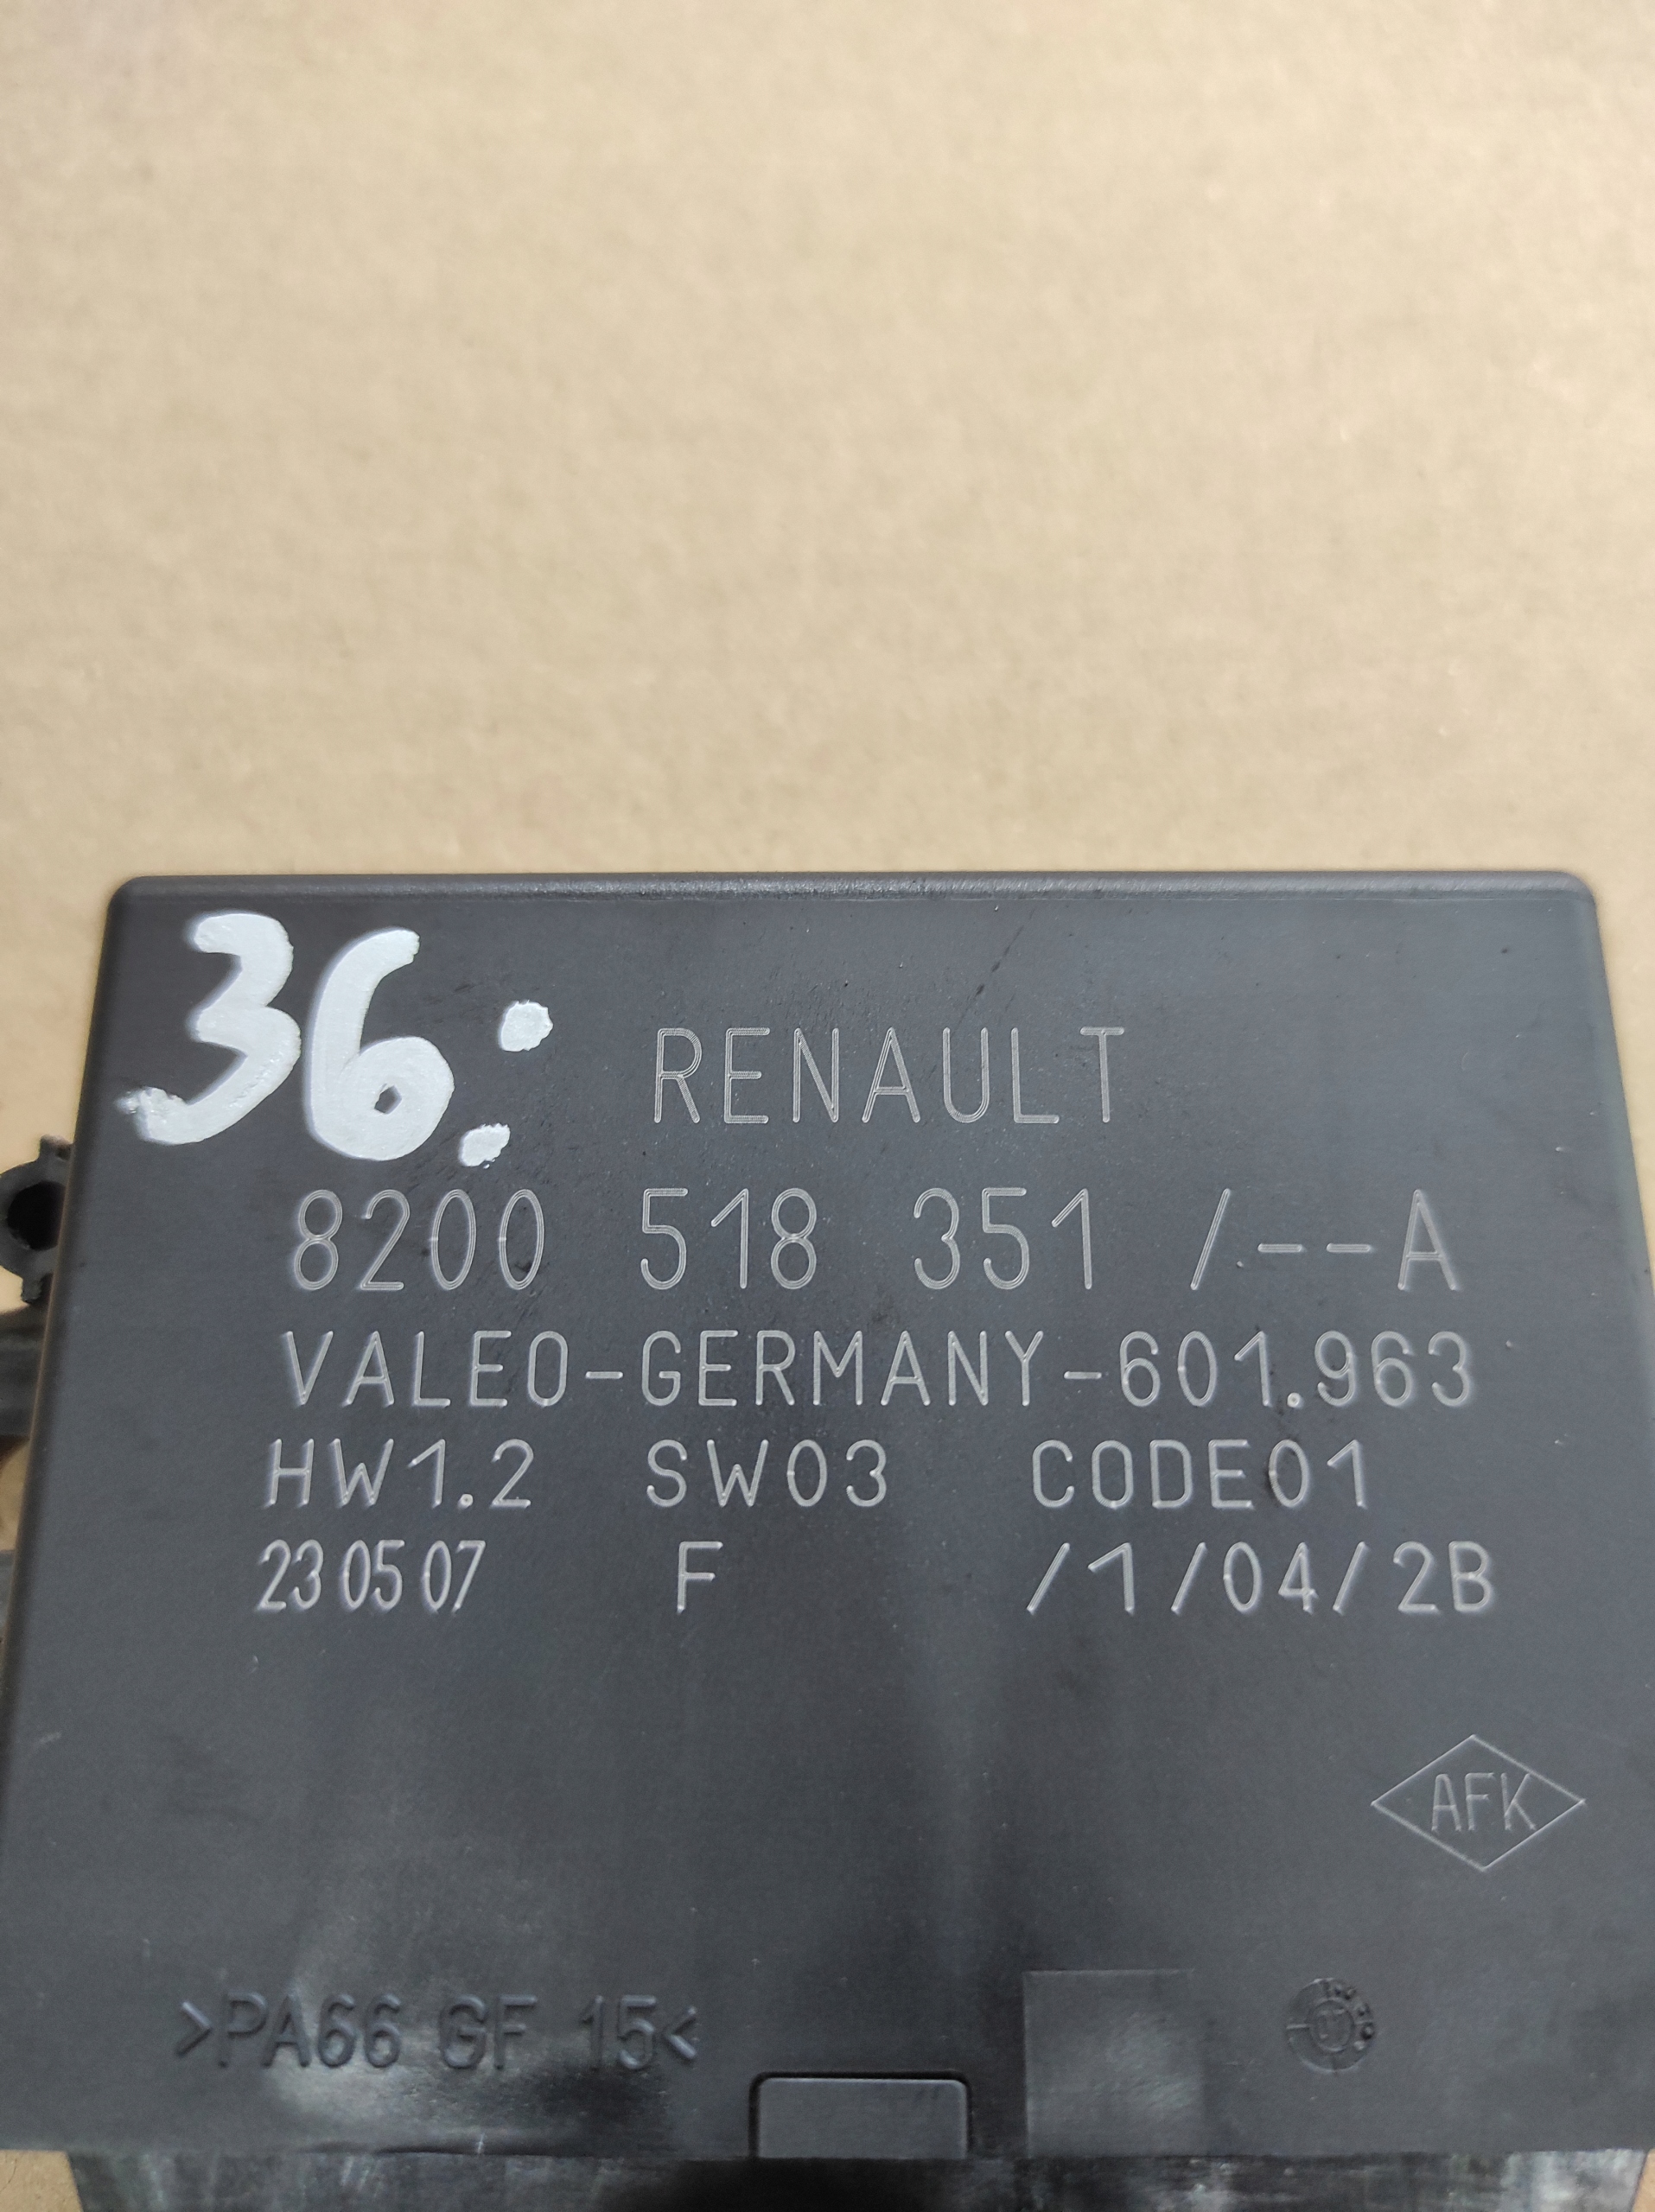 36:
RENAULT
8200 518 351 /--A
VALEO-GERMANY-601.963
HW1.2 SW03 CODE01
23 05 07 F /1/04/2B
AFK
>PA66 GF 15<
07